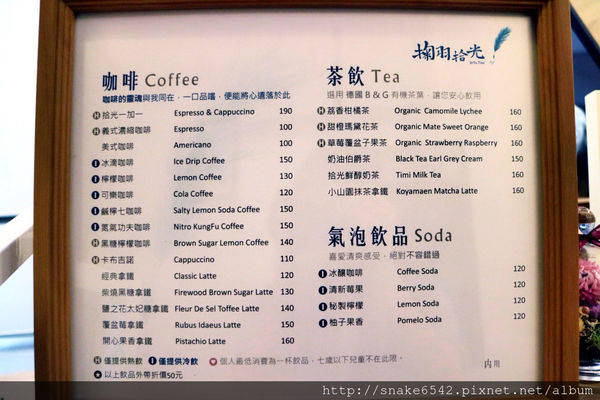 掬羽拾光
咖啡 Coffee
咖啡的靈魂與我同在，一口品嚐，便能將心遺落於此
H 拾光一加一 Espresso & Cappuccino 190
H 義式濃縮咖啡 Espresso 100
美式咖啡 Americano 100
I 冰滴咖啡 Ice Drip Coffee 150
I 檸檬咖啡 Lemon Coffee 130
I 可樂咖啡 Cola Coffee 120
I 鹹檸七咖啡 Salty Lemon Soda Coffee 150
I 氮氣功夫咖啡 Nitro KungFu Coffee 150
H 黑糖檸檬咖啡 Brown Sugar Lemon Coffee 140
H 卡布吉諾 Cappuccino 110
經典拿鐵 Classic Latte 120
柴燒黑糖拿鐵 Firewood Brown Sugar Latte 130
鹽之花太妃糖拿鐵 Fleur De Sel Toffee Latte 140
覆盆莓拿鐵 Rubus Idaeus Latte 150
開心果香拿鐵 Pistachio Latte 160
H 僅提供熱飲 I 僅提供冷飲 ♥ 個人最低消費為一杯飲品，七歲以下兒童不在此限。
◆ 以上飲品外帶折價50元
茶飲 Tea
選用 德國 B & G 有機茶葉，讓您安心飲用
H 荔香柑橘茶 Organic Camomile Lychee 160
H 甜橙瑪黛茶 Organic Mate Sweet Orange 160
H 草莓覆盆子果茶 Organic Strawberry Raspberry 160
奶油伯爵茶 Black Tea Earl Grey Cream 150
拾光鮮醇奶茶 Timi Milk Tea 160
小山園抹茶拿鐵 Koyamaen Matcha Latte 160
氣泡飲品 Soda
喜愛清爽感受，絕對不容錯過
I 冰釀咖啡 Coffee Soda 120
I 清新莓果 Berry Soda 120
I 秘製檸檬 Lemon Soda 120
I 柚子果香 Pomelo Soda 120
內用
http://snake6542.pixnet.net/album